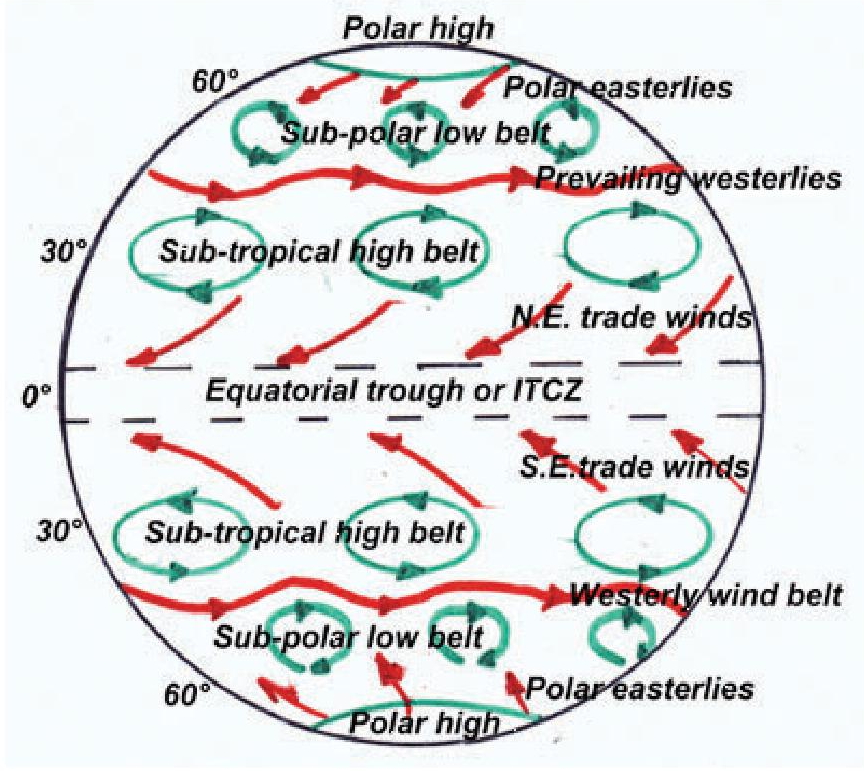 Polar high
60°
Polar easterlies
Sub-polar low belt
Prevailing westerlies
30°
Sub-tropical high belt
N.E. trade winds
Equatorial trough or ITCZ
0°
S.E.trade winds
30°
Sub-tropical high belt
Westerly wind belt
Sub-polar low belt
60°
Polar easterlies
Polar high